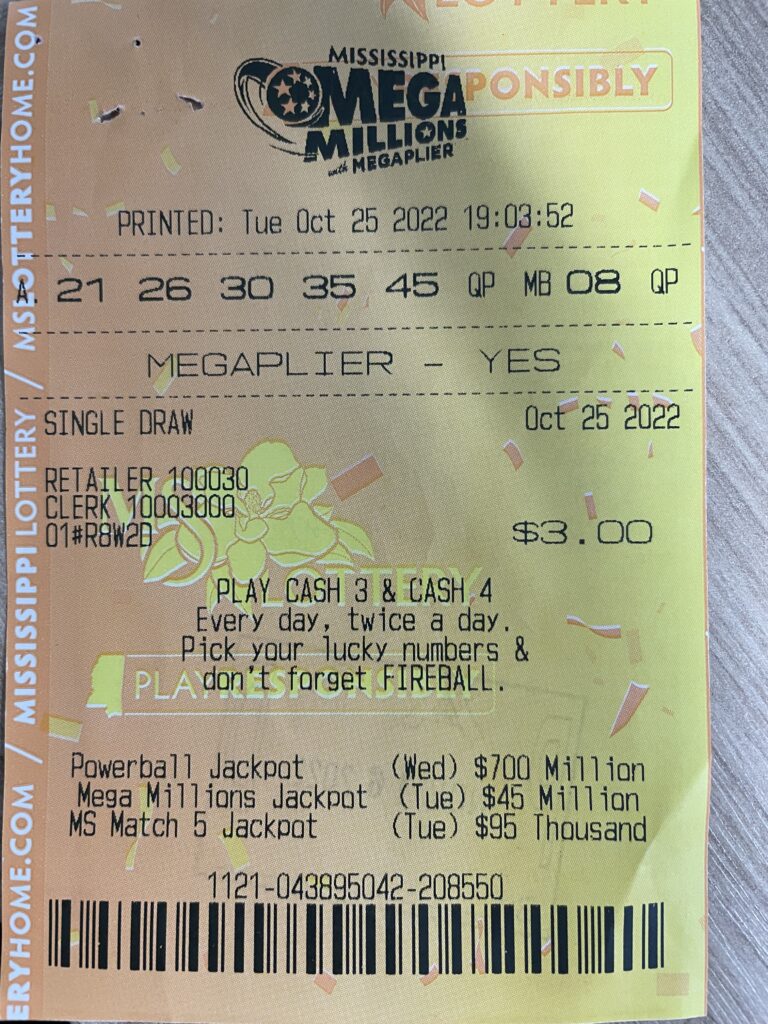 LOTTERY
MISSISSIPPI
MEGA
PONSIBLY
MILLIONS
with MEGAPLIER
PRINTED: Tue Oct 25 2022 19:03:52
A. 21 26 30 35 45 QP MB 08 QP
MEGAPLIER - YES
SINGLE DRAW Oct 25 2022
RETAILER 100030
CLERK 10003000
01#R8W2D $3.00
LOTTERY
PLAY CASH 3 & CASH 4
Every day, twice a day.
Pick your lucky numbers &
don't forget FIREBALL.
PLAY RESPONSIBLY
Powerball Jackpot (Wed) $700 Million
Mega Millions Jackpot (Tue) $45 Million
MS Match 5 Jackpot (Tue) $95 Thousand
1121-043895042-208550
ERYHOME.COM / MISSISSIPPI LOTTERY / MSLOTTERYHOME.COM